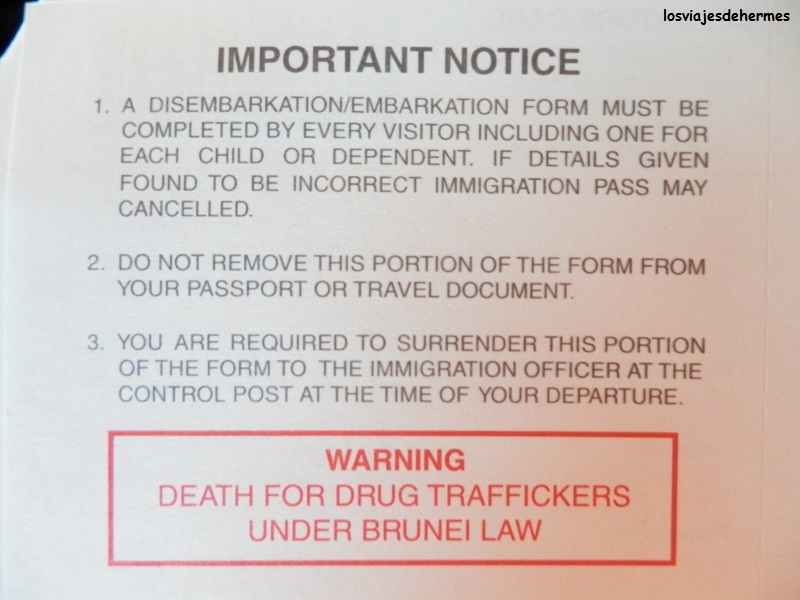 losviajesdehermes
IMPORTANT NOTICE
1. A DISEMBARKATION/EMBARKATION FORM MUST BE
COMPLETED BY EVERY VISITOR INCLUDING ONE FOR
EACH CHILD OR DEPENDENT. IF DETAILS GIVEN
FOUND TO BE INCORRECT IMMIGRATION PASS MAY
CANCELLED.
2. DO NOT REMOVE THIS PORTION OF THE FORM FROM
YOUR PASSPORT OR TRAVEL DOCUMENT.
3. YOU ARE REQUIRED TO SURRENDER THIS PORTION
OF THE FORM TO THE IMMIGRATION OFFICER AT THE
CONTROL POST AT THE TIME OF YOUR DEPARTURE.
WARNING
DEATH FOR DRUG TRAFFICKERS
UNDER BRUNEI LAW